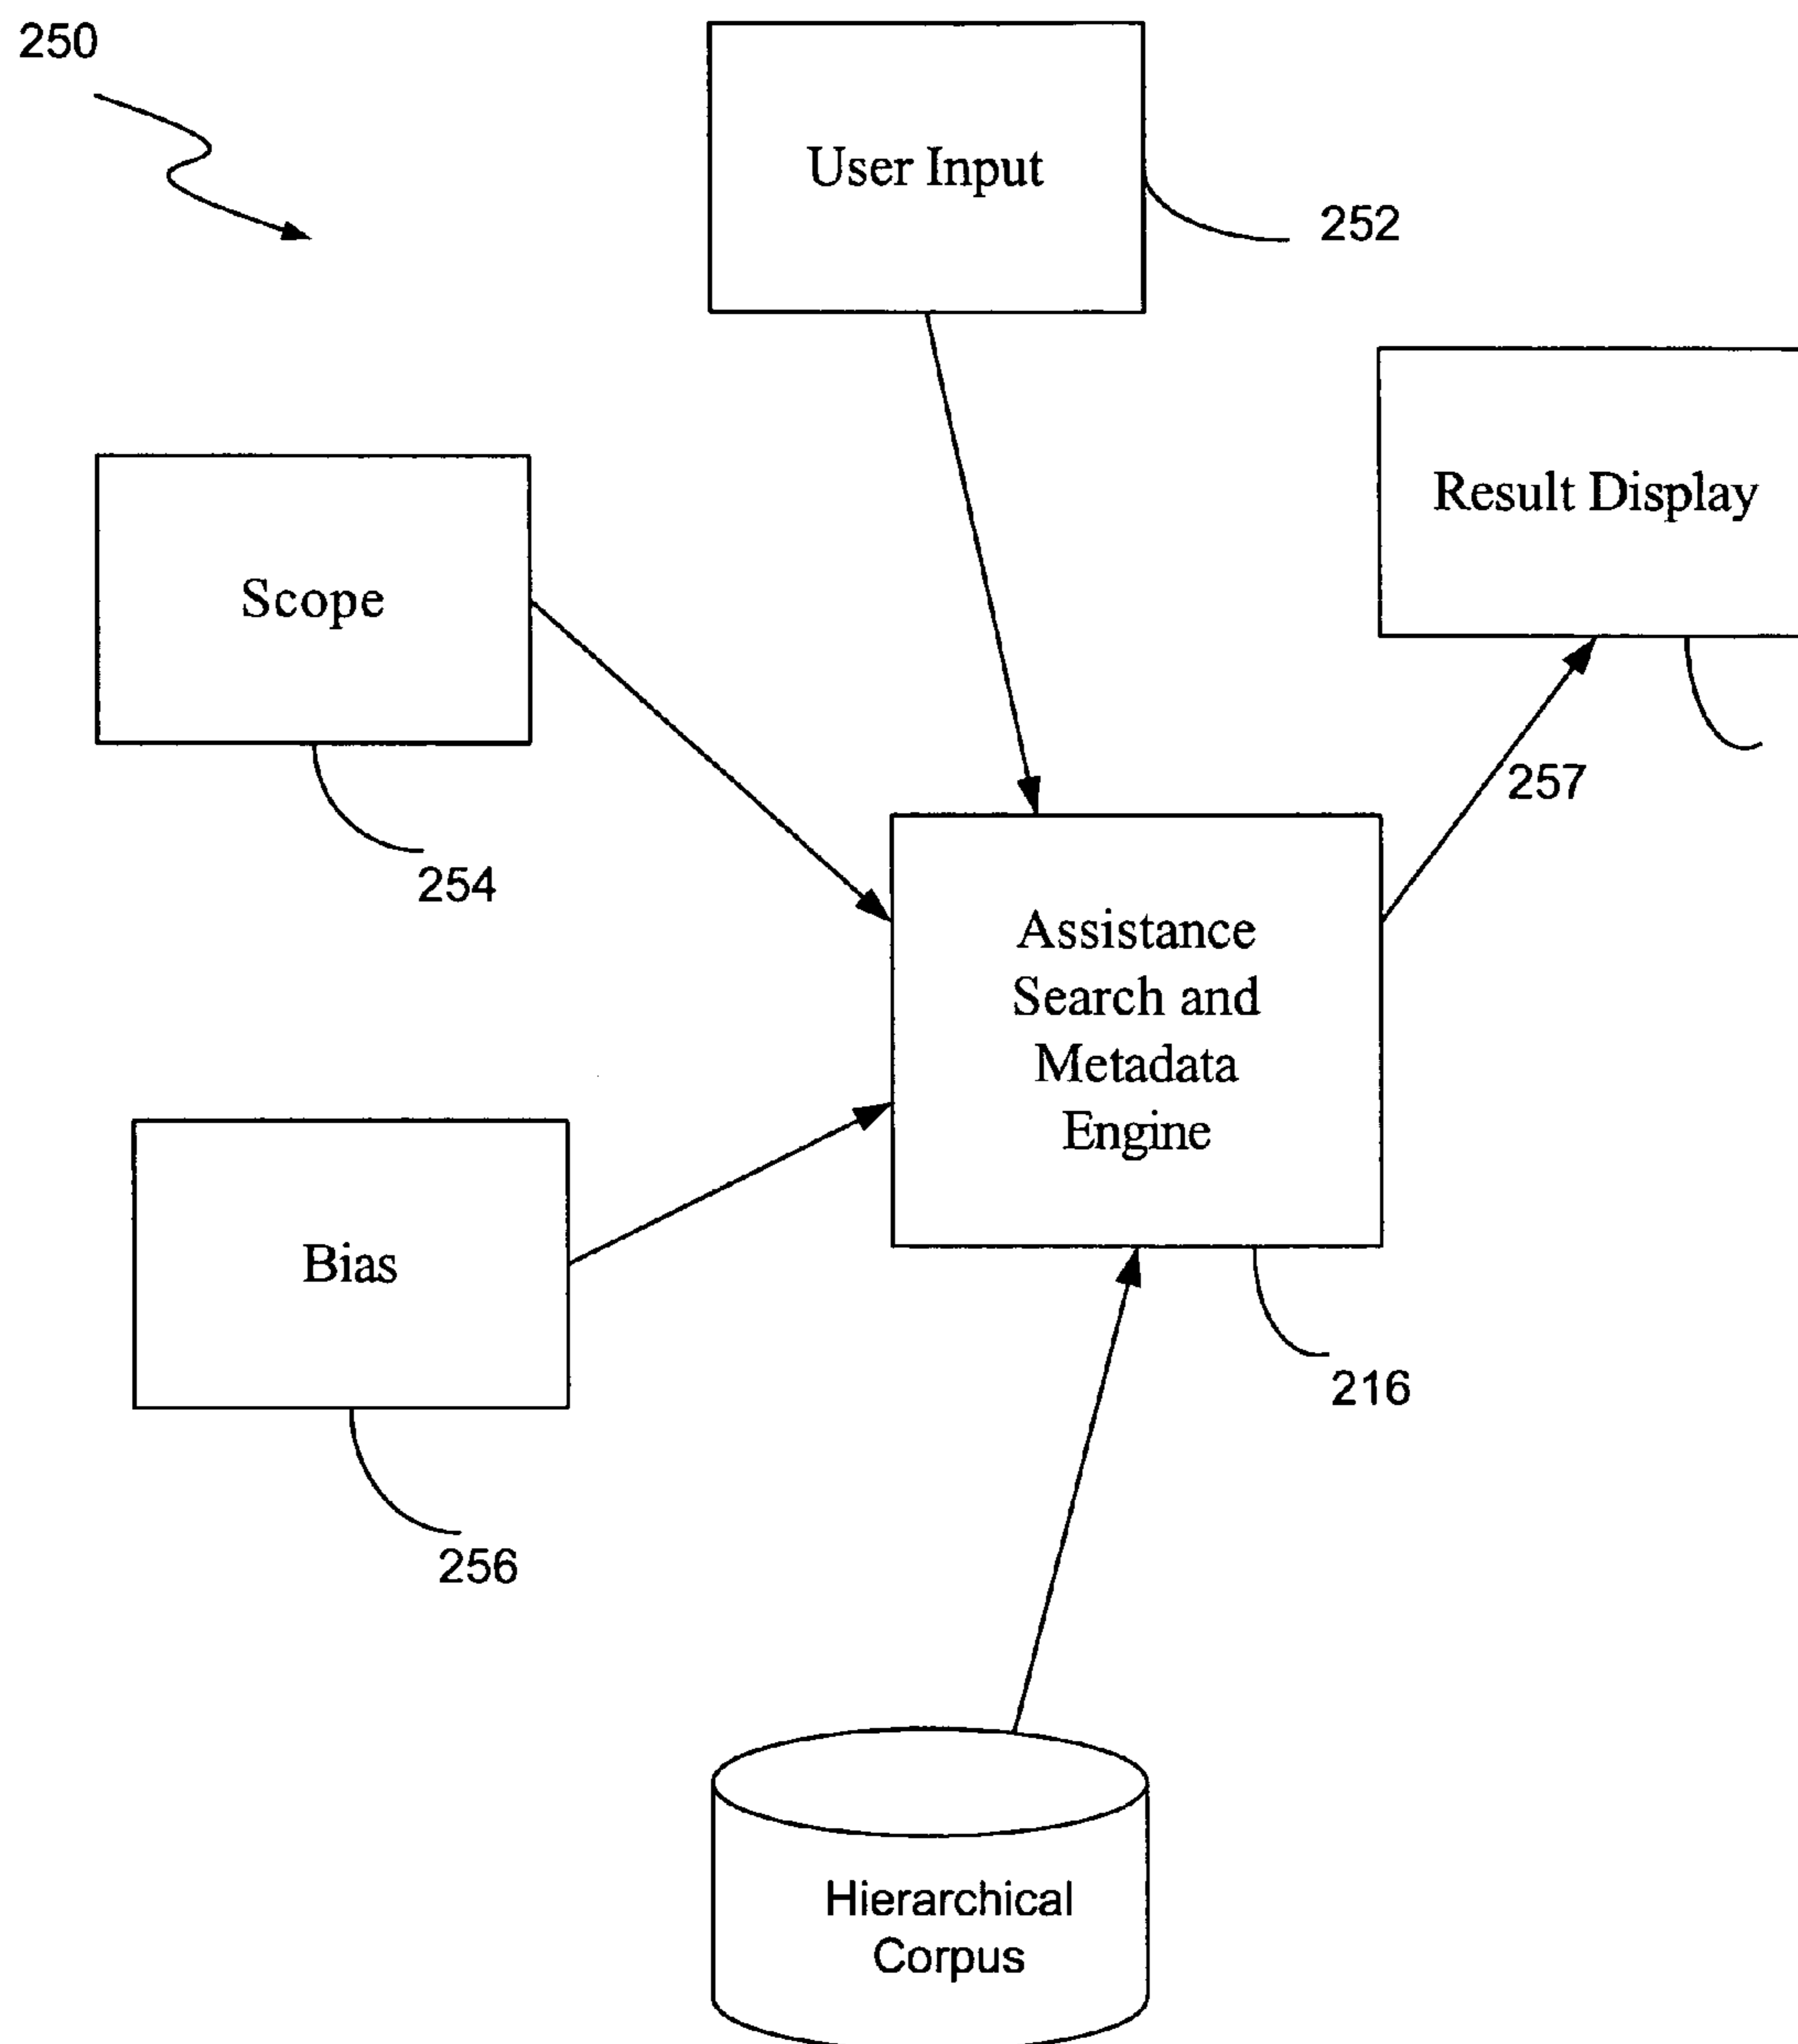 250
User Input
252
Result Display
Scope
257
254
Assistance
Search and
Metadata
Engine
Bias
216
256
Hierarchical
Corpus